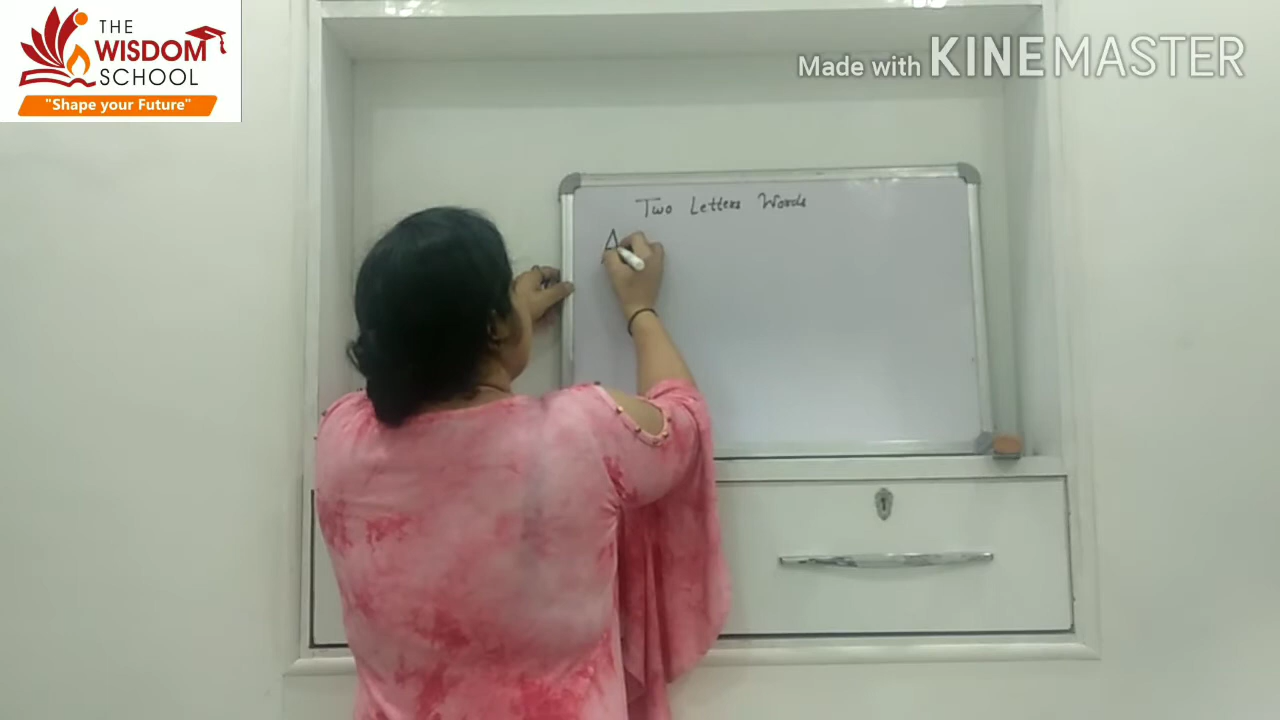 THE
WISDOM
SCHOOL
"Shape your Future"
Made with KINEMASTER
Two Letters Words
A